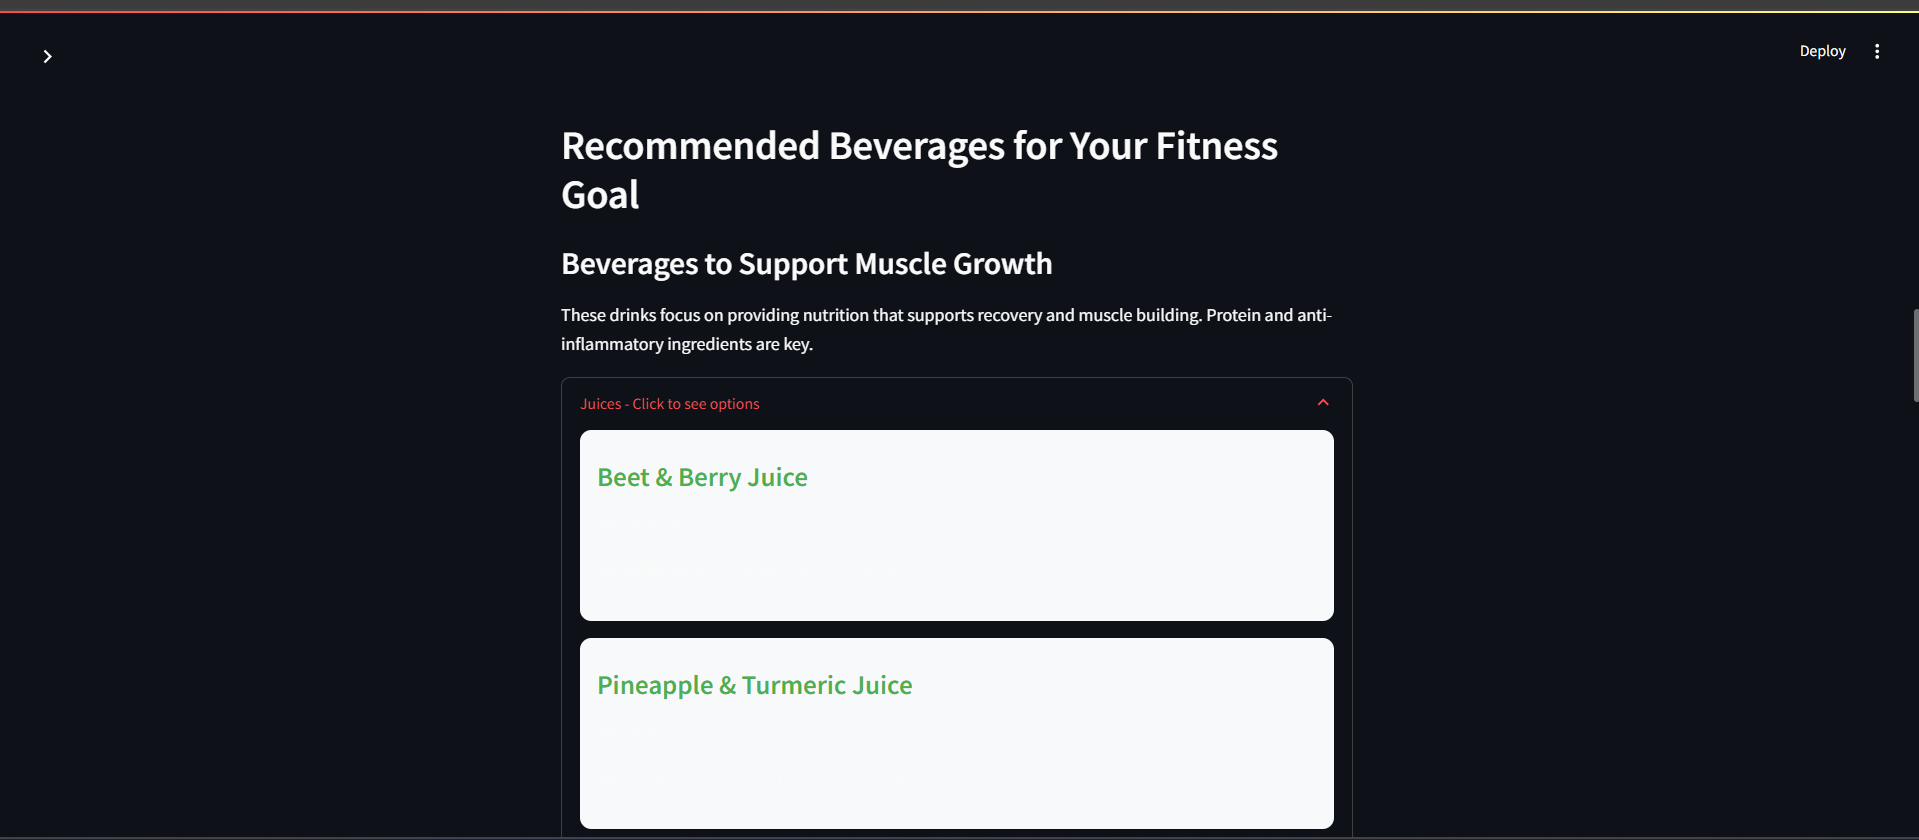 Deploy
Recommended Beverages for Your Fitness
Goal
Beverages to Support Muscle Growth
These drinks focus on providing nutrition that supports recovery and muscle building. Protein and anti-
inflammatory ingredients are key.
Juices - Click to see options
Beet & Berry Juice
Pineapple & Turmeric Juice